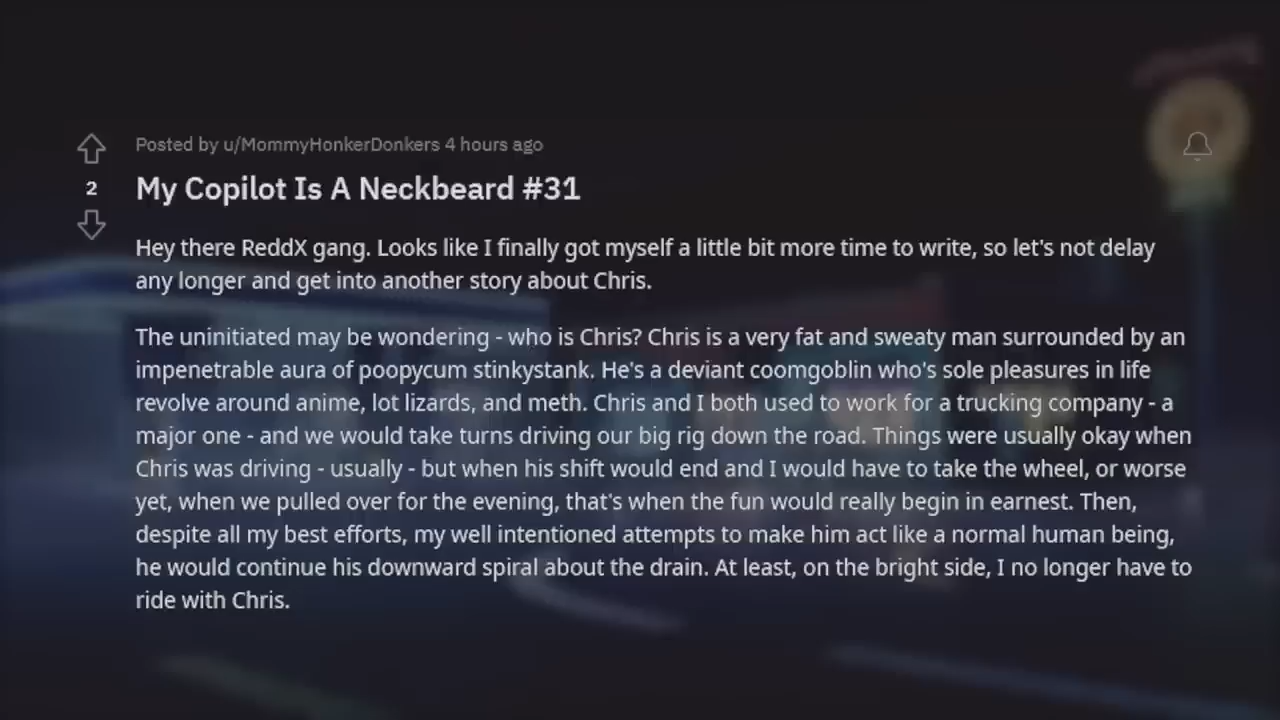 Posted by u/MommyHonkerDonkers 4 hours ago
2
My Copilot Is A Neckbeard #31
Hey there ReddX gang. Looks like I finally got myself a little bit more time to write, so let's not delay
any longer and get into another story about Chris.
The uninitiated may be wondering - who is Chris? Chris is a very fat and sweaty man surrounded by an
impenetrable aura of poopycum stinkystank. He's a deviant coomgoblin who's sole pleasures in life
revolve around anime, lot lizards, and meth. Chris and I both used to work for a trucking company - a
major one - and we would take turns driving our big rig down the road. Things were usually okay when
Chris was driving - usually - but when his shift would end and I would have to take the wheel, or worse
yet, when we pulled over for the evening, that's when the fun would really begin in earnest. Then,
despite all my best efforts, my well intentioned attempts to make him act like a normal human being,
he would continue his downward spiral about the drain. At least, on the bright side, I no longer have to
ride with Chris.